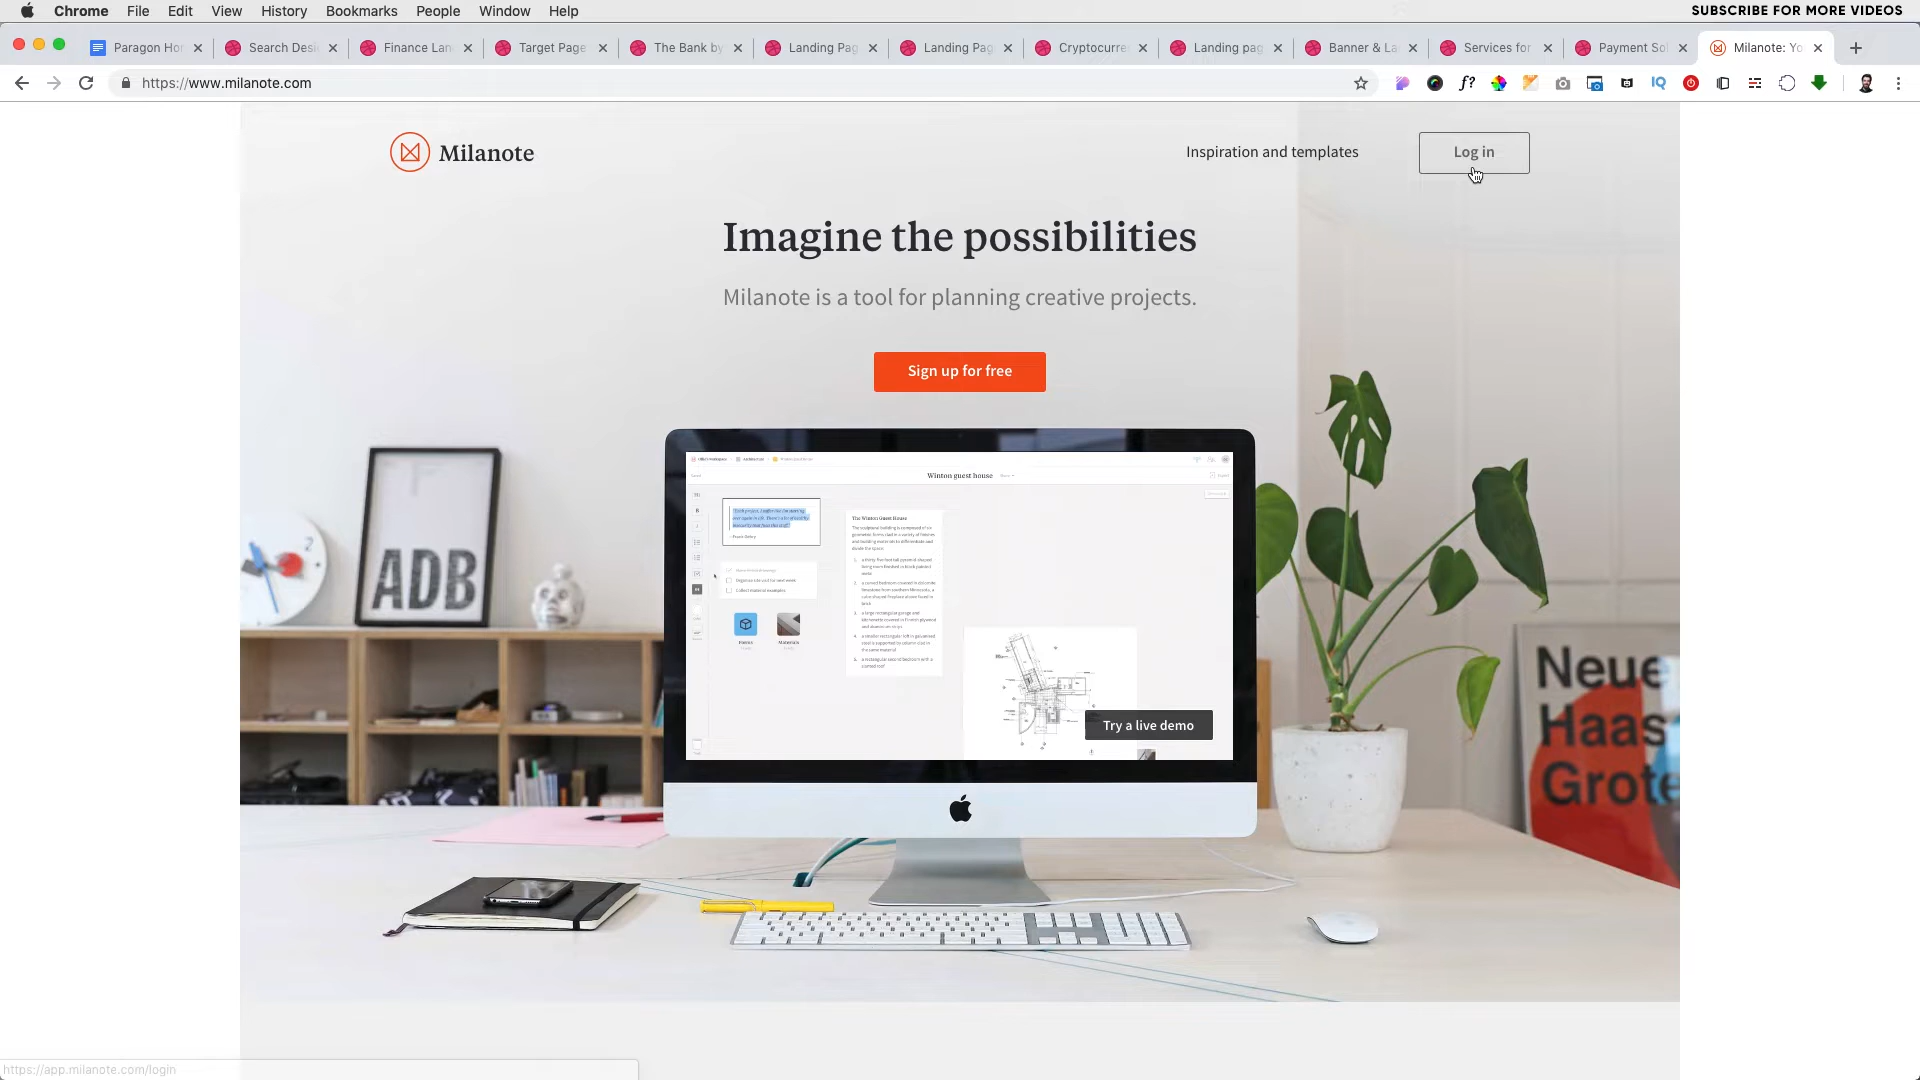 Chrome File Edit View History Bookmarks People Window Help
SUBSCRIBE FOR MORE VIDEOS
Paragon Ho
Search Desi
Finance Lan
Target Page
The Bank by
Landing Pag
Landing Pag
Cryptocurre
Landing pag
Banner & La
Services for
Payment Sol
Milanote: Yo
https://www.milanote.com
Milanote
Inspiration and templates
Log in
Imagine the possibilities
Milanote is a tool for planning creative projects.
Sign up for free
Winton guest house
The Winton Guest House
Try a live demo
ADB
Neue
Haas
Grote
https://app.milanote.com/login